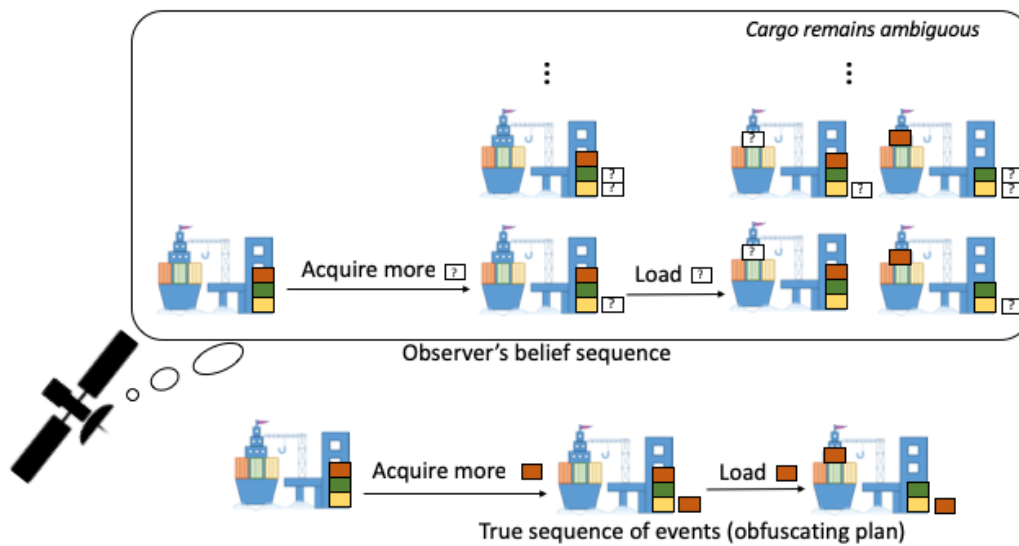 Cargo remains ambiguous
⋮ ⋮
? ?
? ? ? ?
? ?
Acquire more ? Load ?
? ?
Observer's belief sequence
Acquire more Load
True sequence of events (obfuscating plan)